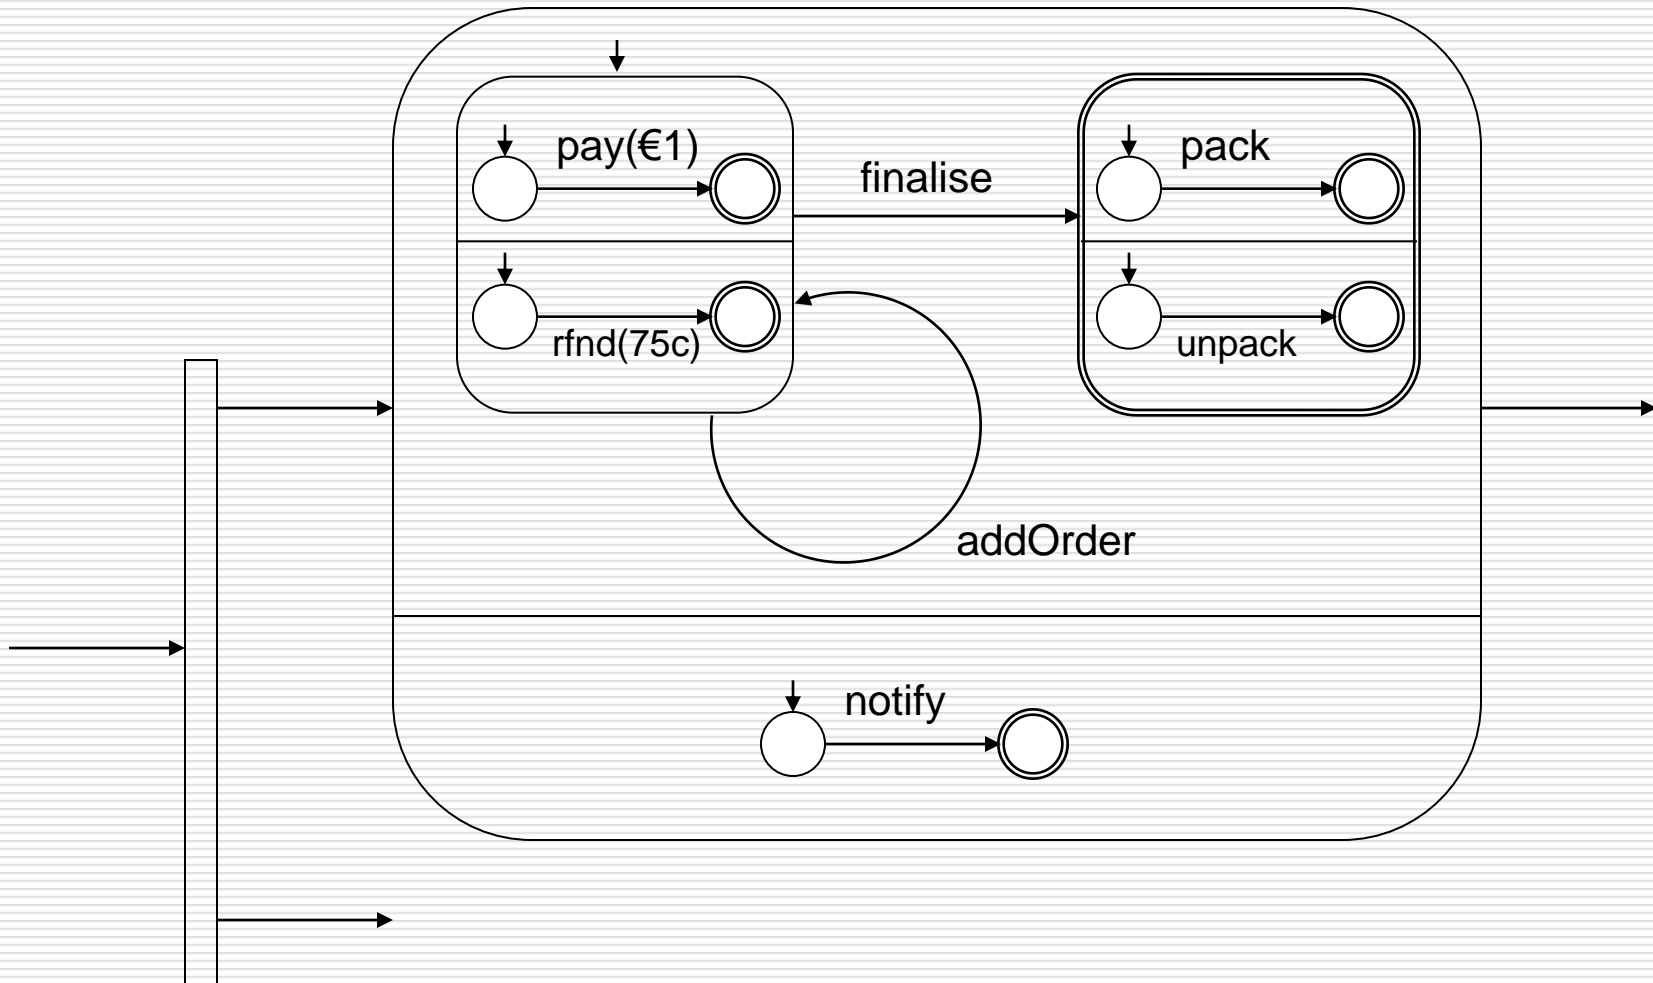 pay(€1)
pack
finalise
rfnd(75c)
unpack
addOrder
notify